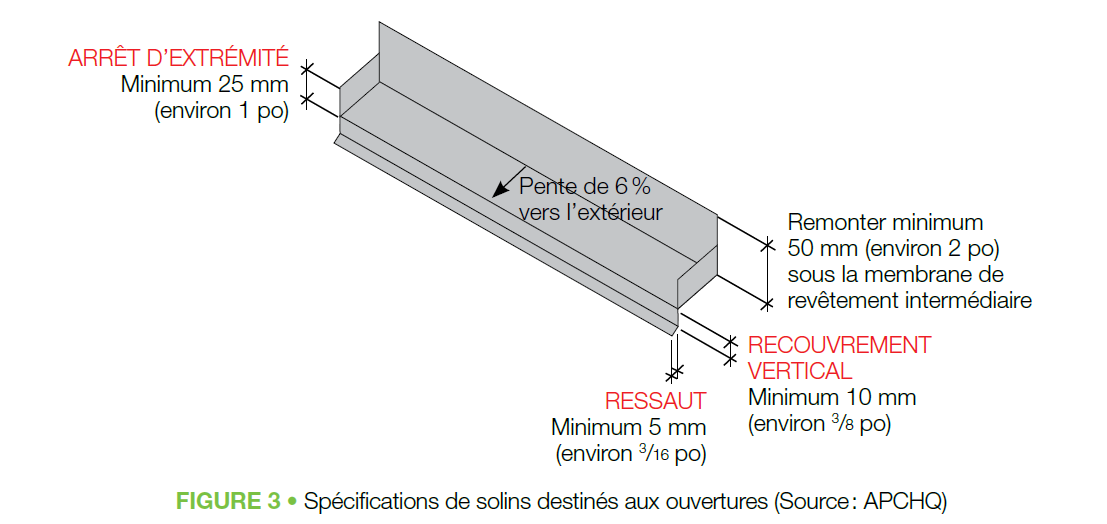 ARRÊT D'EXTRÉMITÉ
Minimum 25 mm
(environ 1 po)
Pente de 6 %
vers l'extérieur
Remonter minimum
50 mm (environ 2 po)
sous la membrane de
revêtement intermédiaire
RECOUVREMENT
VERTICAL
Minimum 10 mm
(environ 3/8 po)
RESSAUT
Minimum 5 mm
(environ 3/16 po)
FIGURE 3 • Spécifications de solins destinés aux ouvertures (Source : APCHQ)